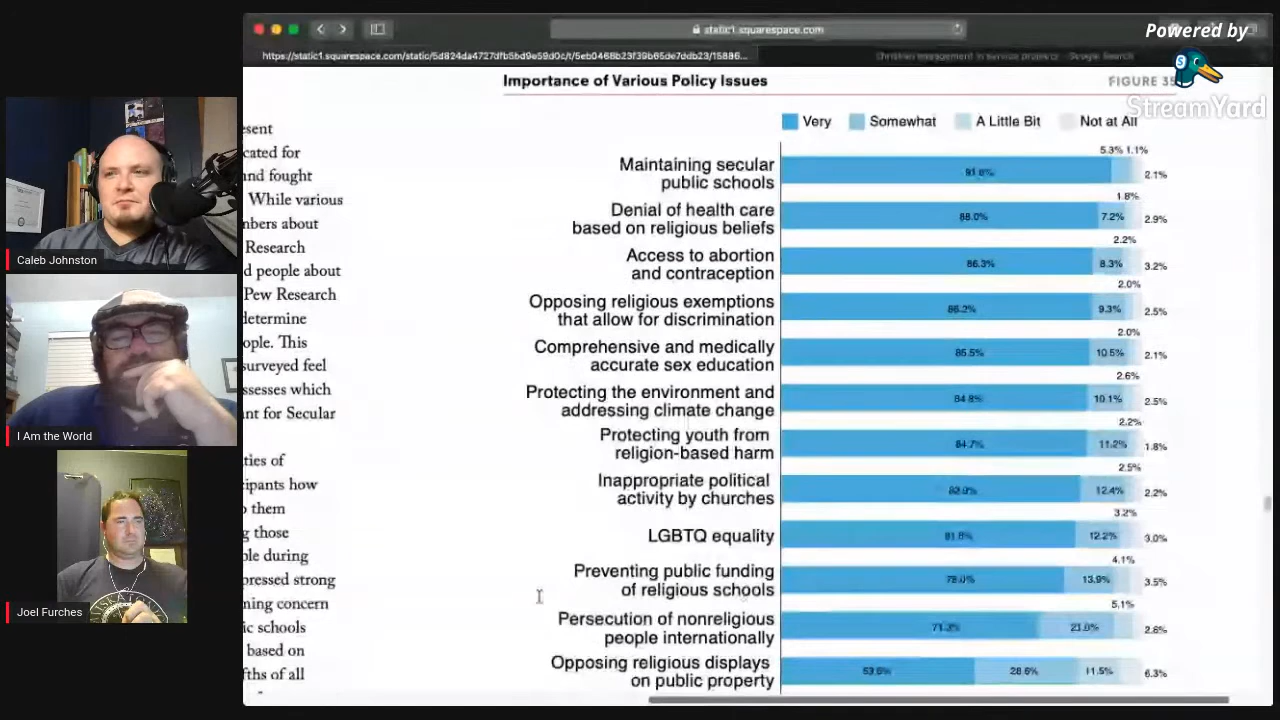 static1.squarespace.com
Powered by
StreamYard
Importance of Various Policy Issues
FIGURE 35
Very
Somewhat
A Little Bit
Not at All
Maintaining secular
public schools
5.3% 1.1%
2.1%
Denial of health care
based on religious beliefs
88.0%
7.2%
1.8%
2.9%
Access to abortion
and contraception
86.3%
8.3%
2.2%
3.2%
Opposing religious exemptions
that allow for discrimination
86.2%
9.3%
2.0%
2.5%
Comprehensive and medically
accurate sex education
85.5%
10.5%
2.0%
2.1%
Protecting the environment and
addressing climate change
84.8%
10.1%
2.6%
2.5%
Protecting youth from
religion-based harm
84.7%
11.2%
2.2%
1.8%
Inappropriate political
activity by churches
12.4%
2.5%
2.2%
LGBTQ equality
12.2%
3.2%
3.0%
Preventing public funding
of religious schools
13.9%
4.1%
3.5%
Persecution of nonreligious
people internationally
5.1%
2.6%
Opposing religious displays
on public property
28.6%
11.5%
6.3%
esent
cated for
and fought
While various
nbers about
Research
d people about
Pew Research
determine
ople. This
surveyed feel
ssesses which
nt for Secular
ties of
cipants how
o them
g those
ple during
pressed strong
ning concern
ic schools
based on
fths of all
Caleb Johnston
I Am the World
Joel Furches